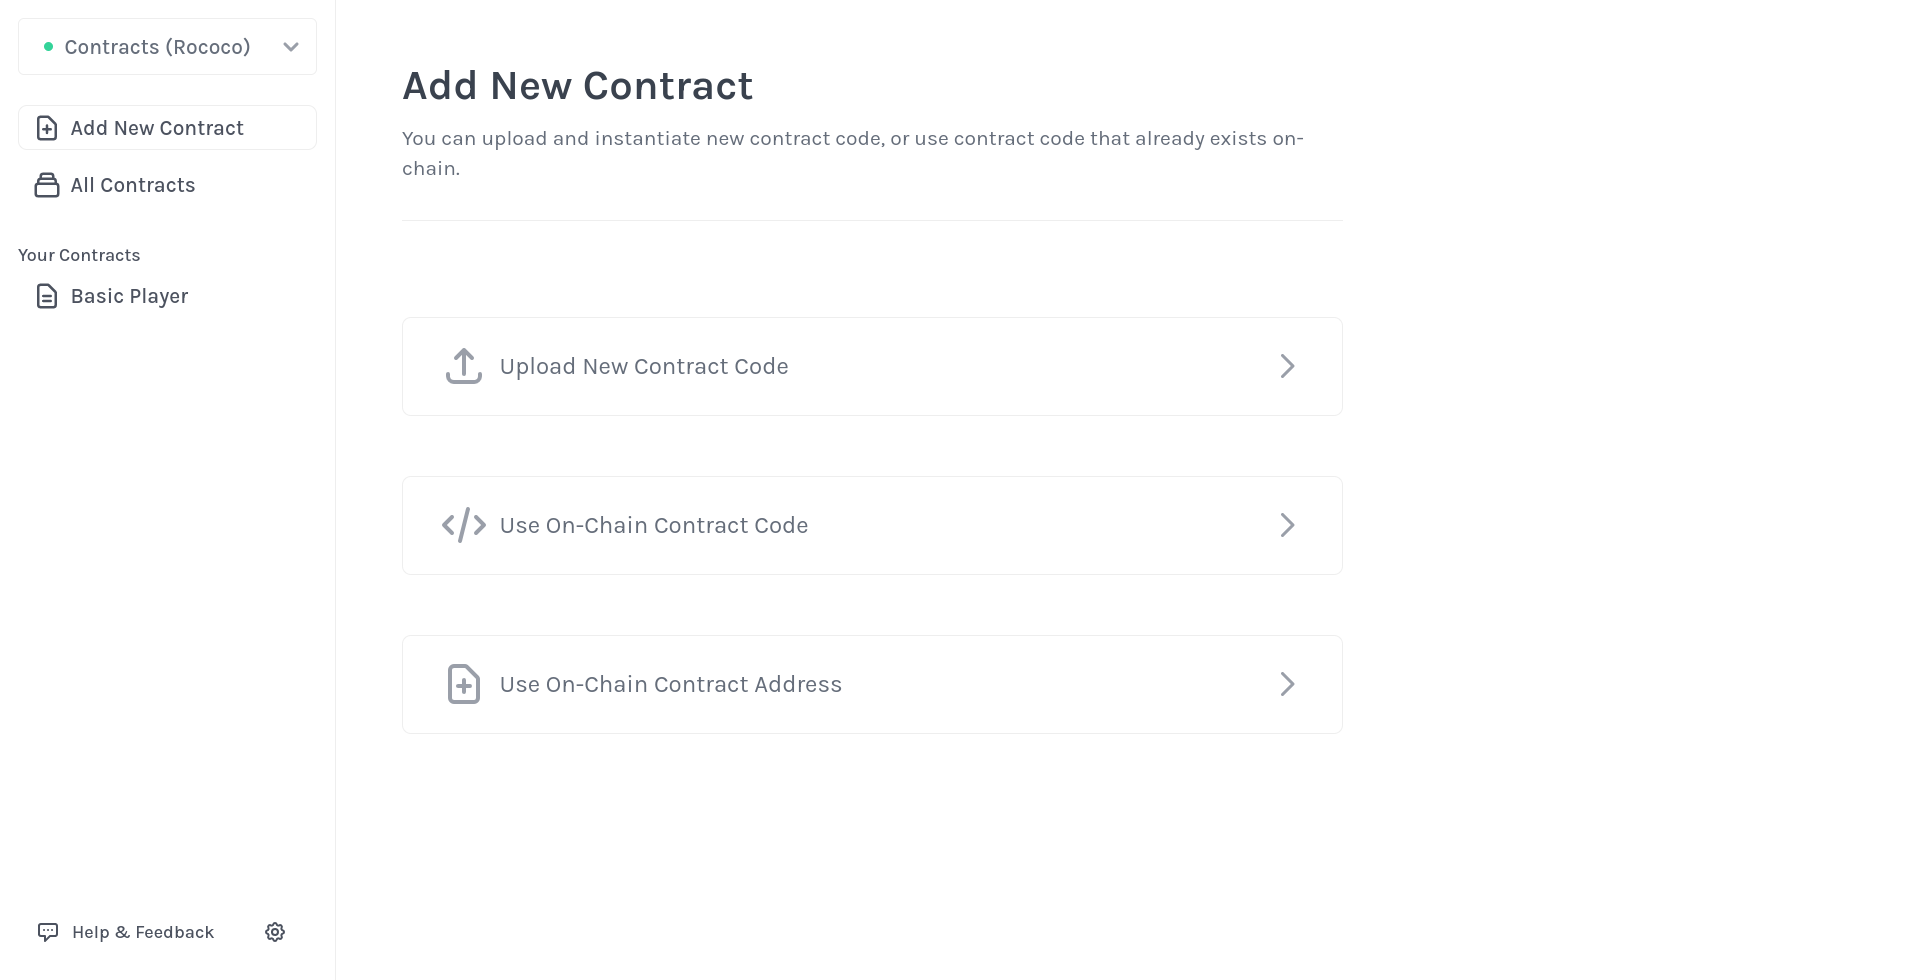 Contracts (Rococo)
Add New Contract
All Contracts
Your Contracts
Basic Player
Help & Feedback
Add New Contract
You can upload and instantiate new contract code, or use contract code that already exists on-
chain.
Upload New Contract Code
Use On-Chain Contract Code
Use On-Chain Contract Address